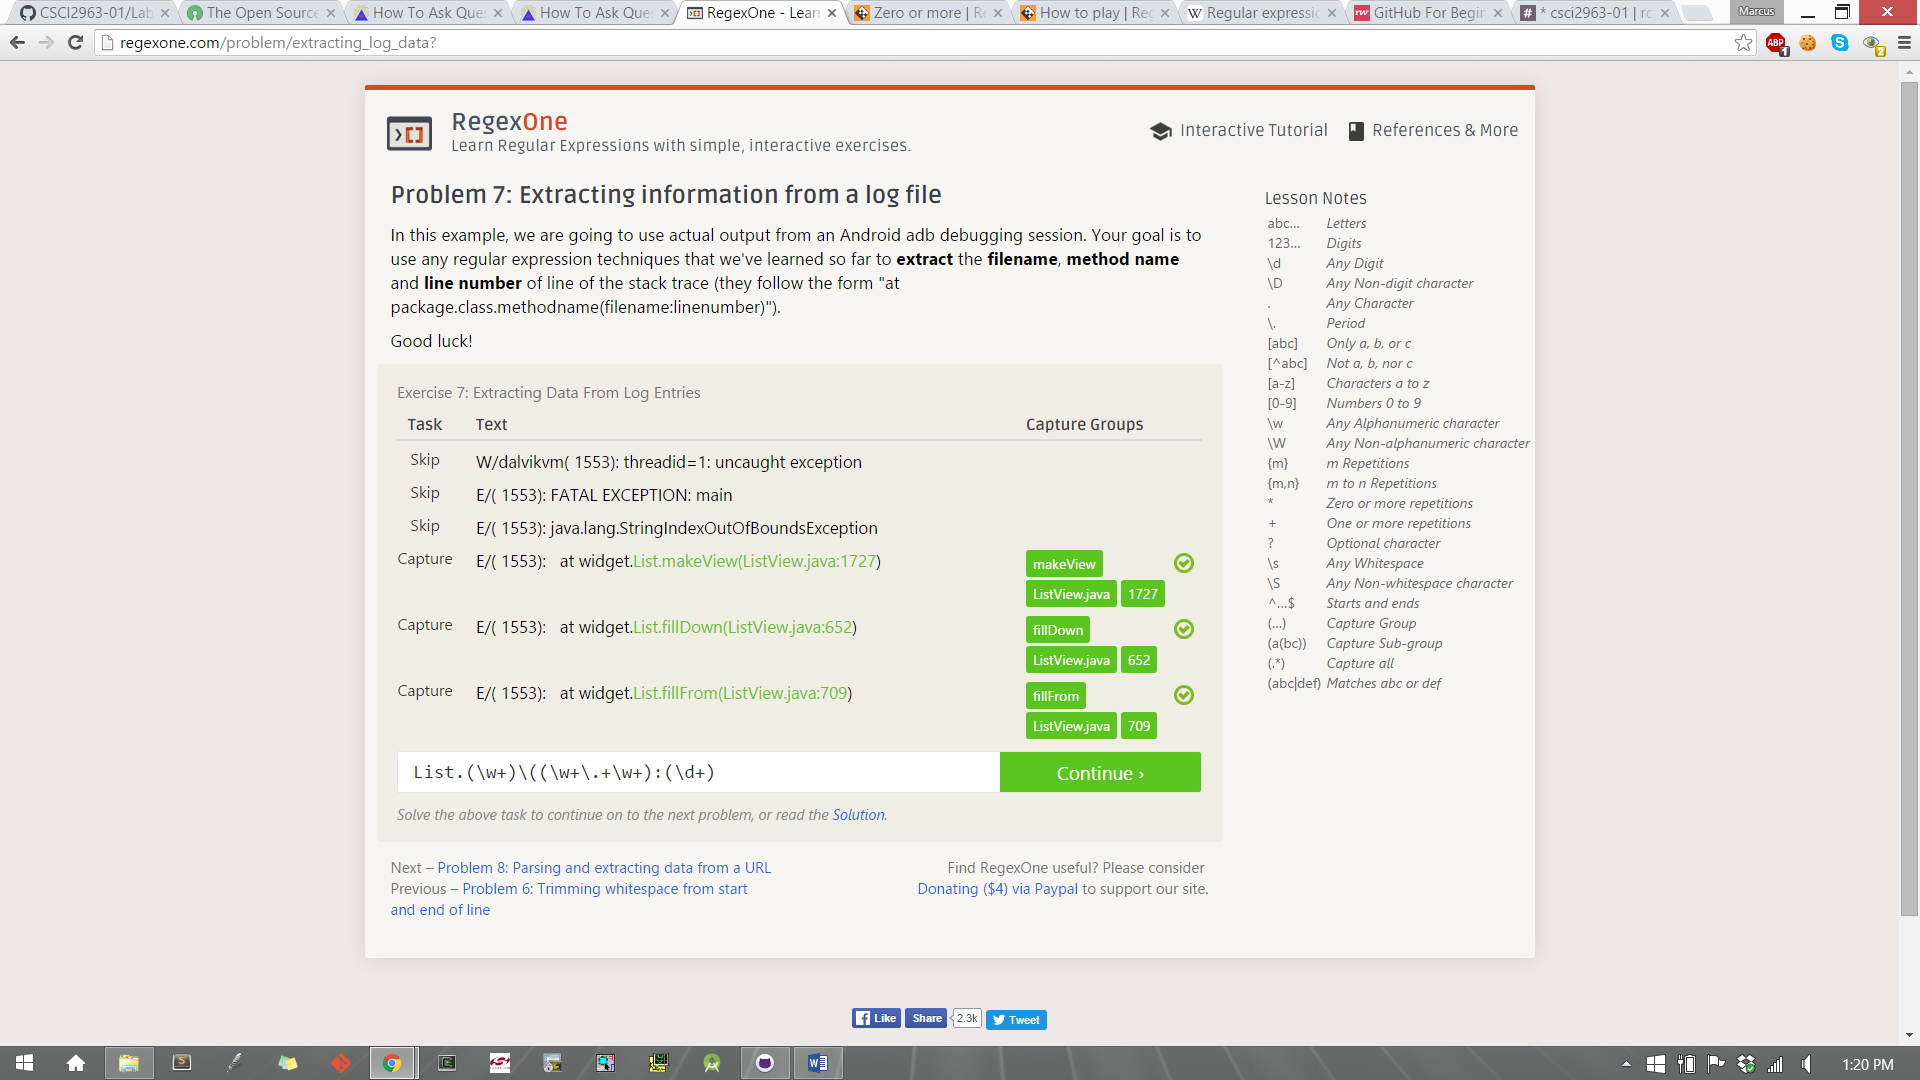 CSCI2963-01/Lab
The Open Source
How To Ask Que
How To Ask Que
RegexOne - Lear
Zero or more | Re
How to play | Reg
Regular expressio
GitHub For Begin
* csci2963-01 | rc
Marcus
regexone.com/problem/extracting_log_data?
RegexOne
Learn Regular Expressions with simple, interactive exercises.
Interactive Tutorial
References & More
Problem 7: Extracting information from a log file
In this example, we are going to use actual output from an Android adb debugging session. Your goal is to
use any regular expression techniques that we've learned so far to extract the filename, method name
and line number of line of the stack trace (they follow the form "at
package.class.methodname(filename:linenumber)").
Good luck!
Exercise 7: Extracting Data From Log Entries
Task Text Capture Groups
Skip W/dalvikvm( 1553): threadid=1: uncaught exception
Skip E/( 1553): FATAL EXCEPTION: main
Skip E/( 1553): java.lang.StringIndexOutOfBoundsException
Capture E/( 1553): at widget.List.makeView(ListView.java:1727) makeView
ListView.java 1727
Capture E/( 1553): at widget.List.fillDown(ListView.java:652) fillDown
ListView.java 652
Capture E/( 1553): at widget.List.fillFrom(ListView.java:709) fillFrom
ListView.java 709
List.(\w+)\((\w+\.+\w+):(\d+)
Continue ›
Solve the above task to continue on to the next problem, or read the Solution.
Next – Problem 8: Parsing and extracting data from a URL
Previous – Problem 6: Trimming whitespace from start
and end of line
Find RegexOne useful? Please consider
Donating ($4) via Paypal to support our site.
Lesson Notes
abc... Letters
123... Digits
\d Any Digit
\D Any Non-digit character
. Any Character
\. Period
[abc] Only a, b, or c
[^abc] Not a, b, nor c
[a-z] Characters a to z
[0-9] Numbers 0 to 9
\w Any Alphanumeric character
\W Any Non-alphanumeric character
{m} m Repetitions
{m,n} m to n Repetitions
* Zero or more repetitions
+ One or more repetitions
? Optional character
\s Any Whitespace
\S Any Non-whitespace character
^...$ Starts and ends
(...) Capture Group
(a(bc)) Capture Sub-group
(.*) Capture all
(abc|def) Matches abc or def
Like Share 2.3k Tweet
1:20 PM